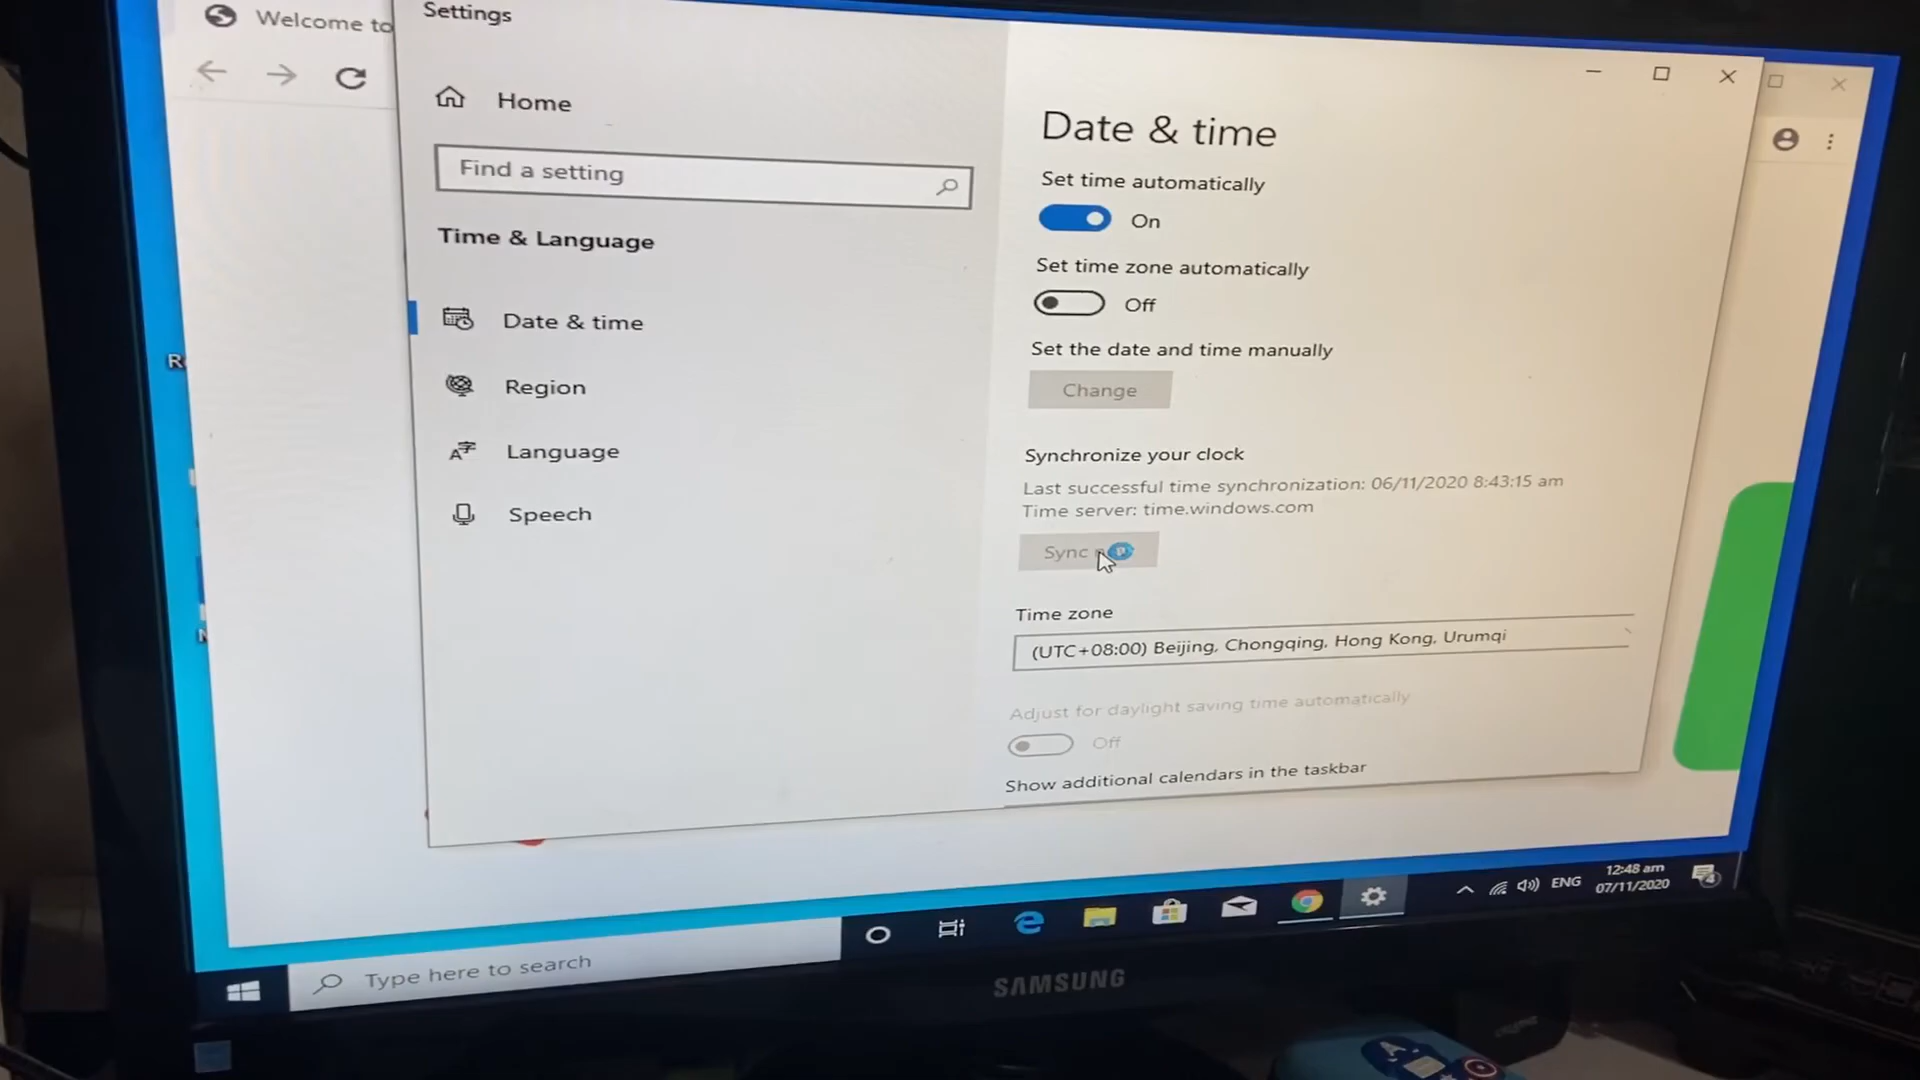 Welcome to
Settings
Home
Find a setting
Time & Language
Date & time
Region
Language
Speech
Date & time
Set time automatically
On
Set time zone automatically
Off
Set the date and time manually
Change
Synchronize your clock
Last successful time synchronization: 06/11/2020 8:43:15 am
Time server: time.windows.com
Sync
Time zone
(UTC+08:00) Beijing, Chongqing, Hong Kong, Urumqi
Adjust for daylight saving time automatically
Off
Show additional calendars in the taskbar
Type here to search
ENG
12:48 am
07/11/2020
4
SAMSUNG